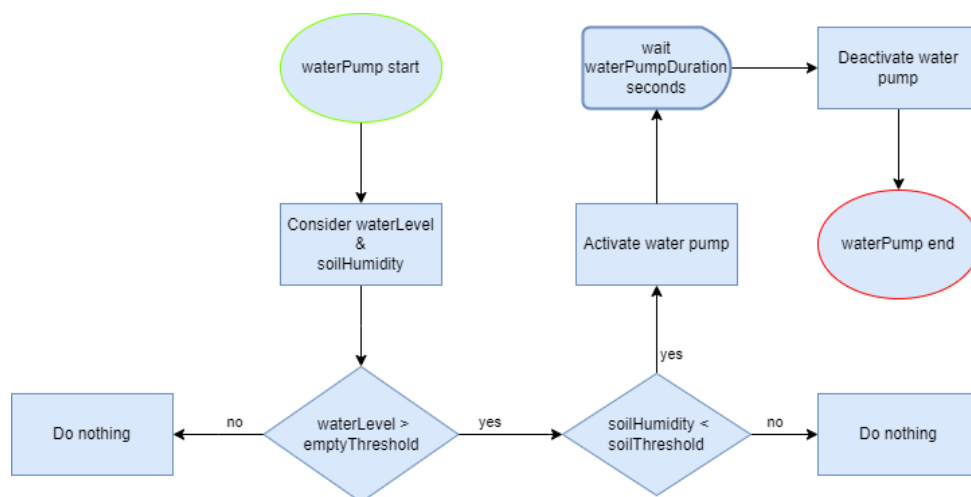 waterPump start
wait
waterPumpDuration
seconds
Deactivate water
pump
Consider waterLevel
&
soilHumidity
Activate water pump
waterPump end
yes
Do nothing
no
waterLevel >
emptyThreshold
yes
soilHumidity <
soilThreshold
no
Do nothing